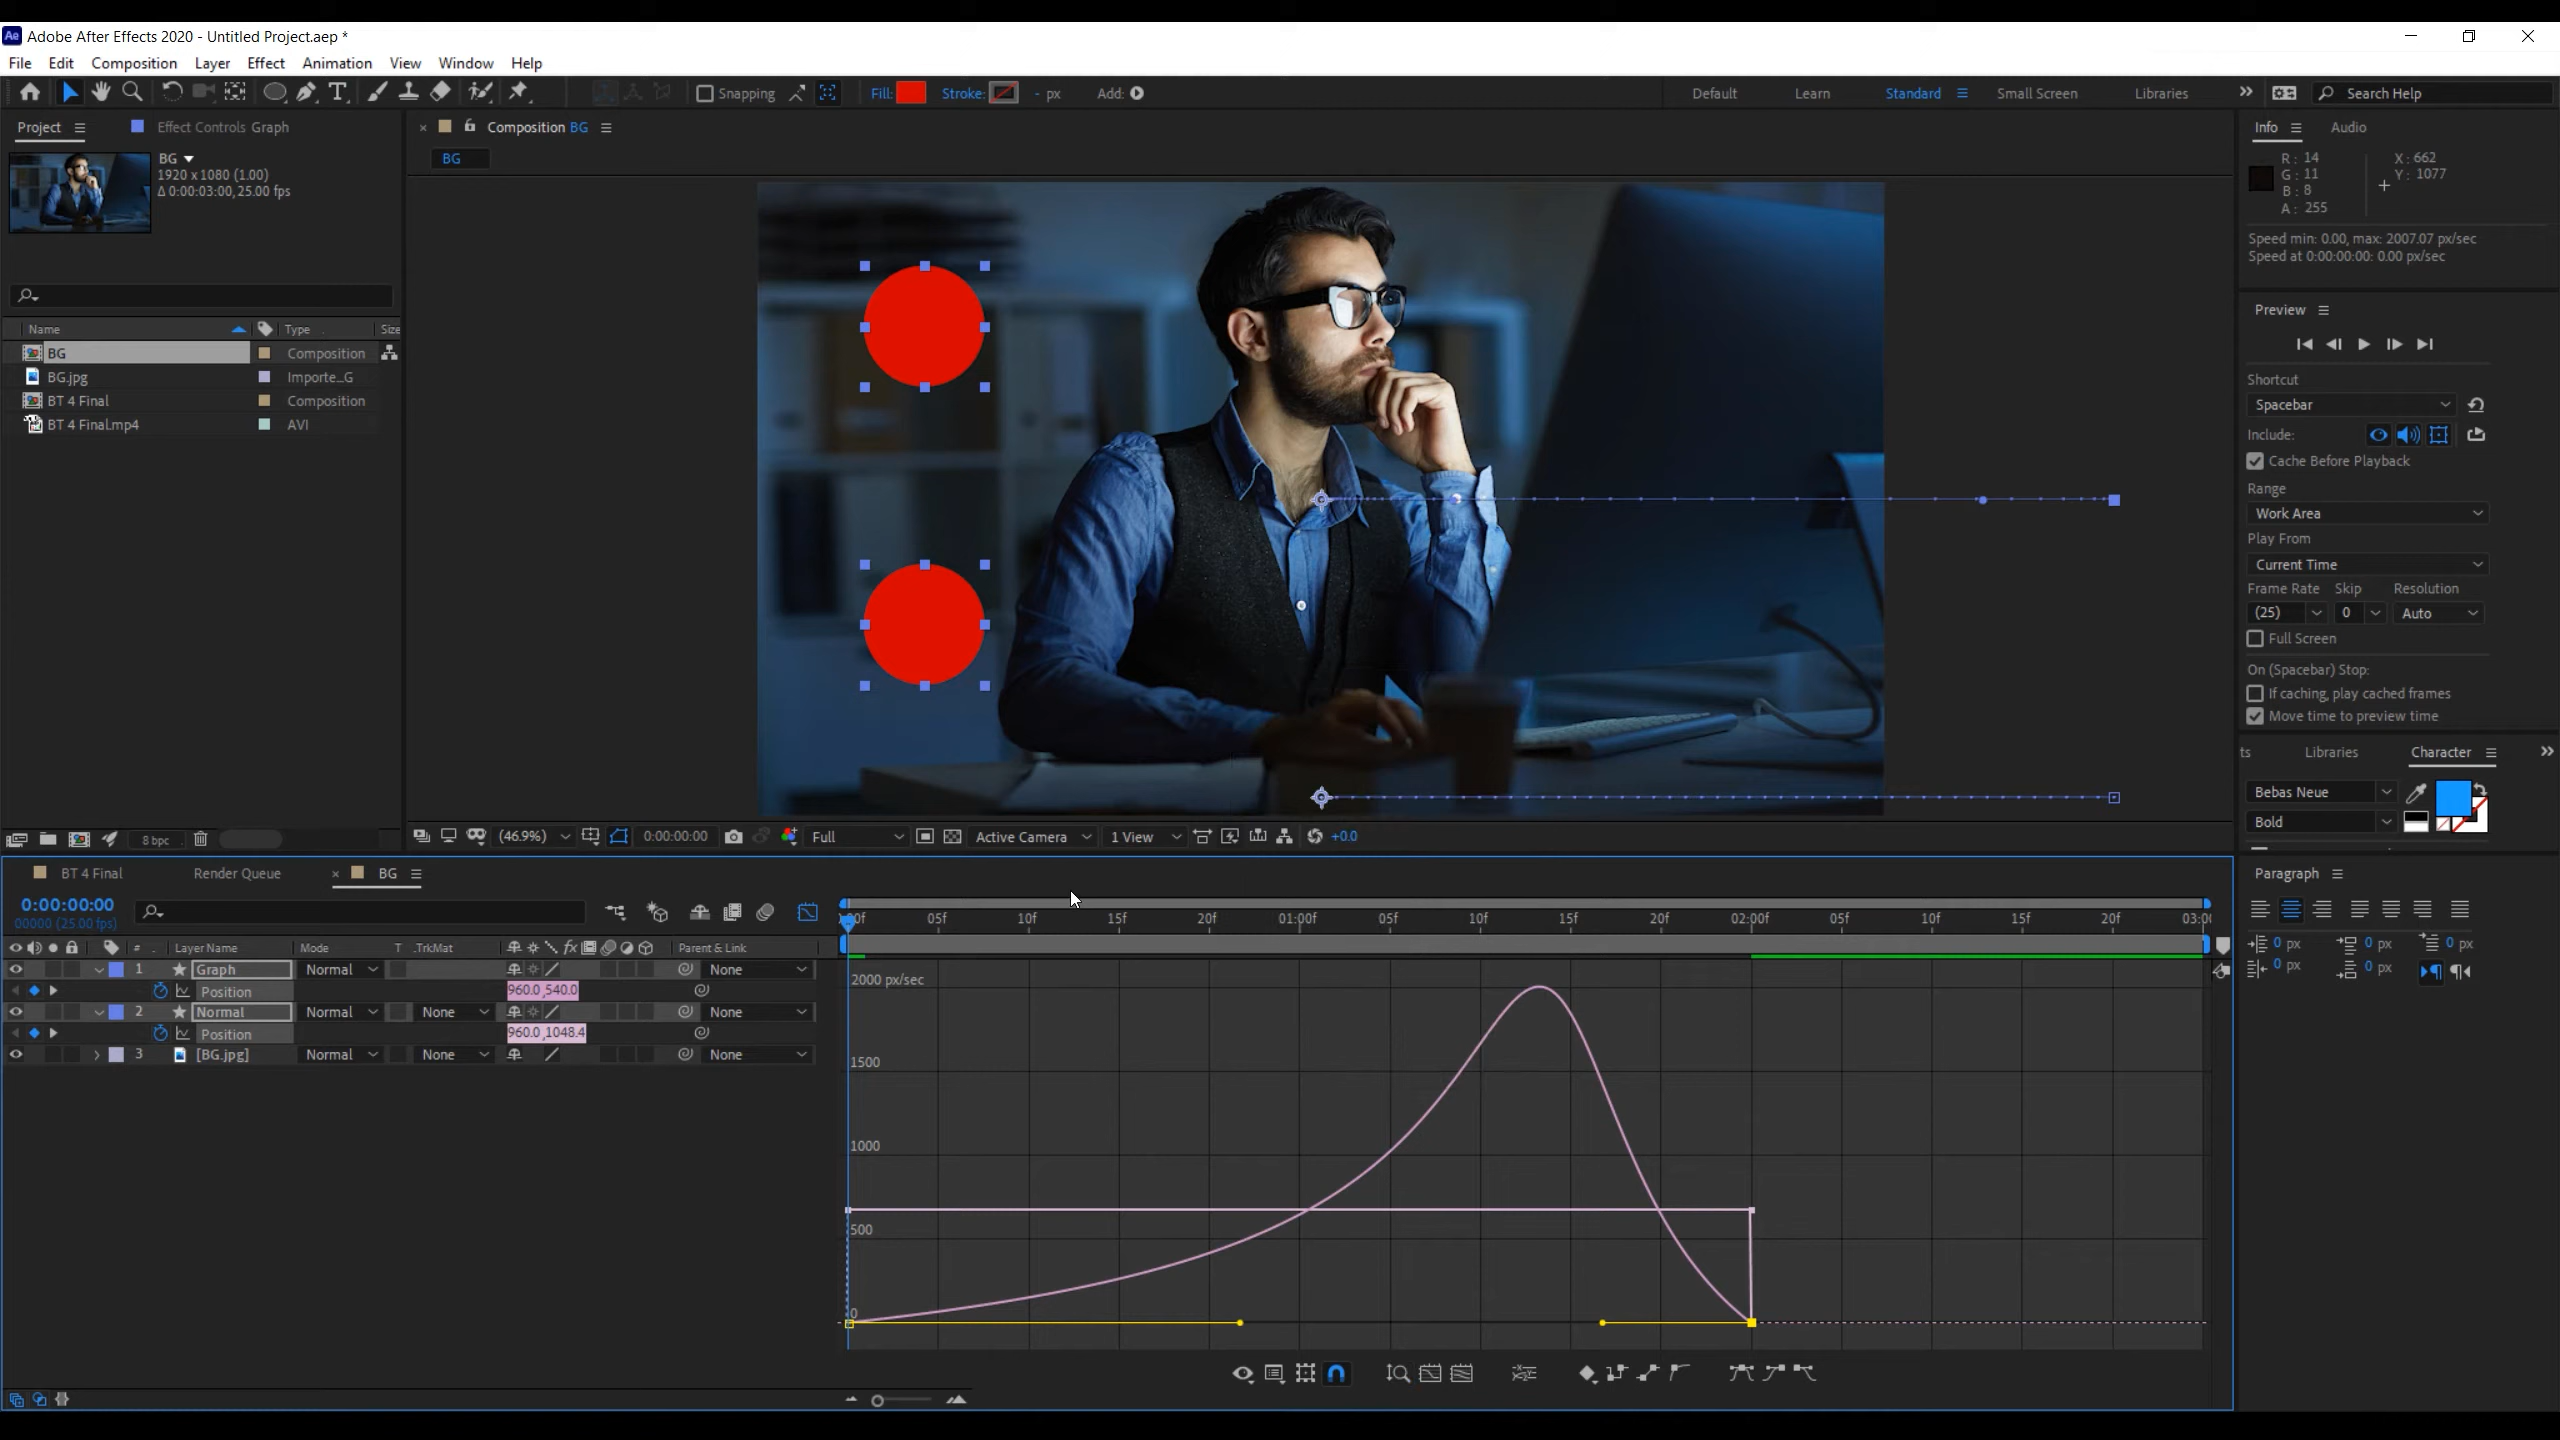 Adobe After Effects 2020 - Untitled Project.aep *
File Edit Composition Layer Effect Animation View Window Help
Snapping Fill: Stroke: - px Add: Default Learn Standard Small Screen Libraries Search Help
Project Effect Controls Graph
BG
1920 x 1080 (1.00)
Δ 0:00:03:00, 25.00 fps
Name Type Size
BG Composition
BG.jpg Importe_G
BT 4 Final Composition
BT 4 Final.mp4 AVI
8 bpc
Composition BG
BG
(46.9%) 0:00:00:00 Full Active Camera 1 View +0.0
Info Audio
R: 14 X: 662
G: 11 Y: 1077
B: 8
A: 255
Speed min: 0.00, max: 2007.07 px/sec
Speed at 0:00:00:00: 0.00 px/sec
Preview
Shortcut
Spacebar
Include:
Cache Before Playback
Range
Work Area
Play From
Current Time
Frame Rate Skip Resolution
(25) 0 Auto
Full Screen
On (Spacebar) Stop:
If caching, play cached frames
Move time to preview time
ts Libraries Character
Bebas Neue
Bold
Paragraph
0 px 0 px 0 px
0 px 0 px
BT 4 Final Render Queue BG
0:00:00:00
00000 (25.00 fps)
# Layer Name Mode T .TrkMat Parent & Link
1 Graph Normal None
Position 960.0,540.0
2 Normal Normal None None
Position 960.0,1048.4
3 [BG.jpg] Normal None None
:00f 05f 10f 15f 20f 01:00f 05f 10f 15f 20f 02:00f 05f 10f 15f 20f 03:00
2000 px/sec
1500
1000
500
0